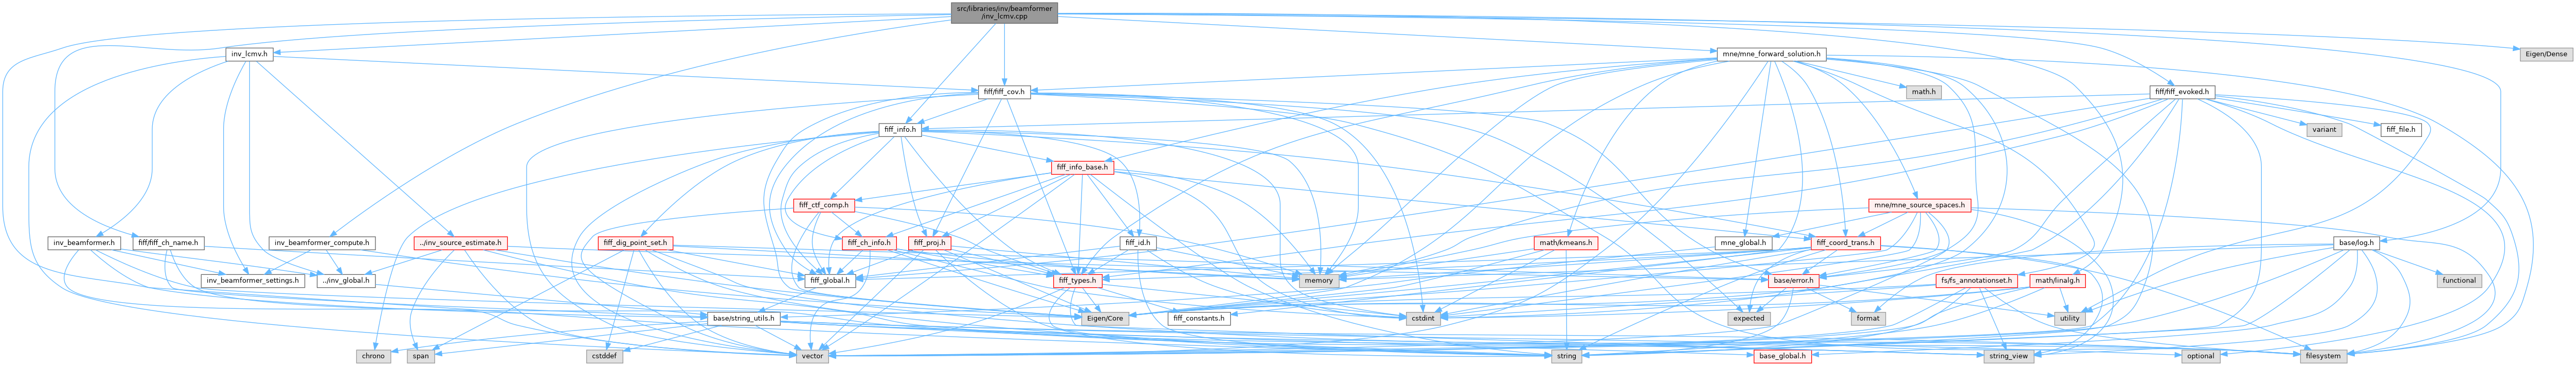 src/libraries/inv/beamformer
/inv_lcmv.cpp
inv_lcmv.h
mne/mne_forward_solution.h
Eigen/Dense
fiff/fiff_cov.h
math.h
fiff/fiff_evoked.h
fiff_info.h
variant
fiff_file.h
fiff_info_base.h
fiff_ctf_comp.h
mne/mne_source_spaces.h
inv_beamformer.h
fiff/fiff_ch_name.h
inv_beamformer_compute.h
../inv_source_estimate.h
fiff_dig_point_set.h
fiff_ch_info.h
fiff_proj.h
fiff_id.h
math/kmeans.h
mne_global.h
fiff_coord_trans.h
base/log.h
inv_beamformer_settings.h
../inv_global.h
fiff_global.h
memory
fiff_types.h
base/error.h
fs/fs_annotationset.h
math/linalg.h
functional
base/string_utils.h
Eigen/Core
fiff_constants.h
cstdint
expected
format
utility
chrono
span
cstddef
vector
string
base_global.h
string_view
optional
filesystem